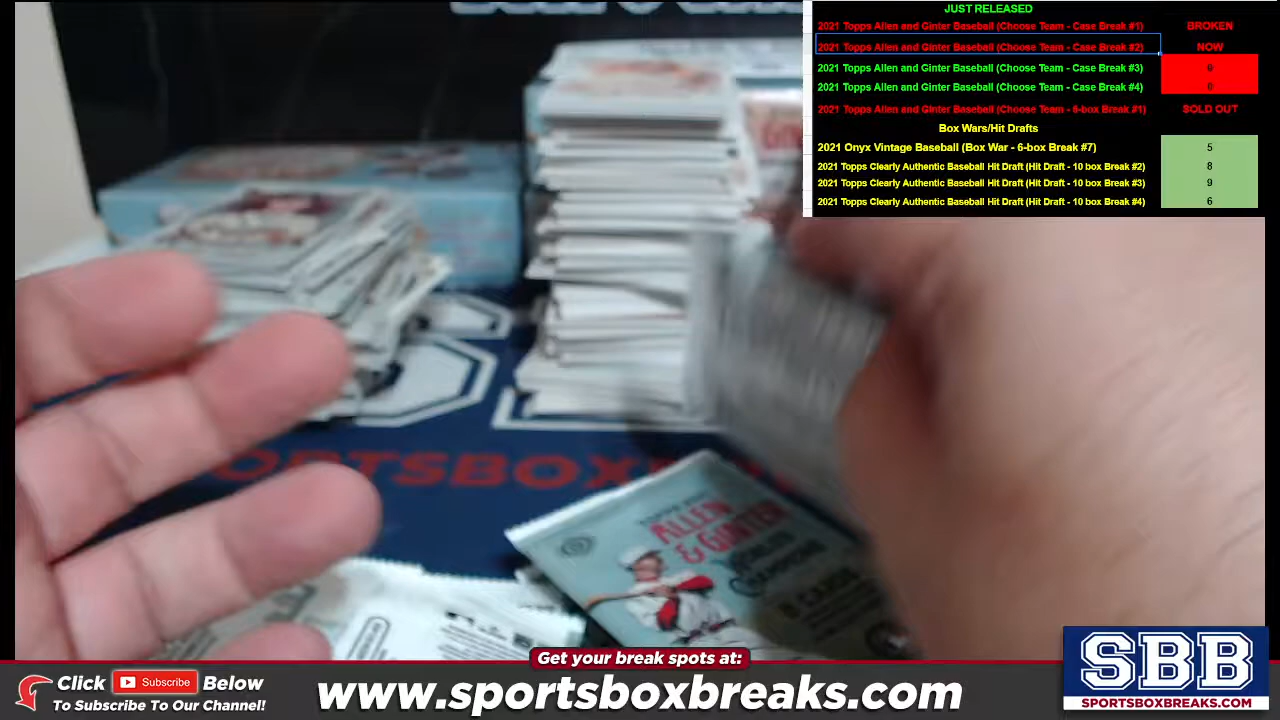 JUST RELEASED
2021 Topps Allen and Ginter Baseball (Choose Team - Case Break #1) BROKEN
2021 Topps Allen and Ginter Baseball (Choose Team - Case Break #2) NOW
2021 Topps Allen and Ginter Baseball (Choose Team - Case Break #3) 0
2021 Topps Allen and Ginter Baseball (Choose Team - Case Break #4) 0
2021 Topps Allen and Ginter Baseball (Choose Team - 6-box Break #1) SOLD OUT
Box Wars/Hit Drafts
2021 Onyx Vintage Baseball (Box War - 6-box Break #7) 5
2021 Topps Clearly Authentic Baseball Hit Draft (Hit Draft - 10 box Break #2) 8
2021 Topps Clearly Authentic Baseball Hit Draft (Hit Draft - 10 box Break #3) 9
2021 Topps Clearly Authentic Baseball Hit Draft (Hit Draft - 10 box Break #4) 6
ORTSBOXB
ALLEN
& GINTER
8 CARDS
Get your break spots at:
Click Subscribe Below
To Subscribe To Our Channel!
www.sportsboxbreaks.com
SBB
SPORTSBOXBREAKS.COM